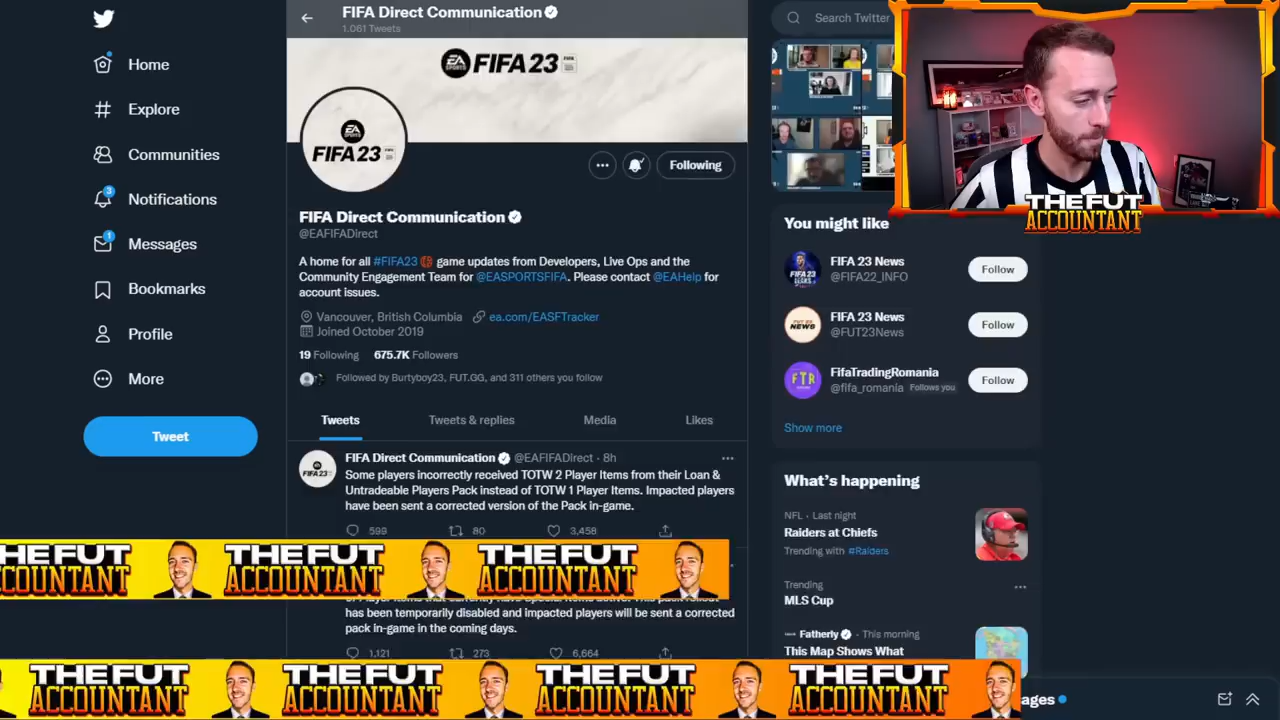 FIFA Direct Communication
1,061 Tweets
Search Twitter
Home
Explore
Communities
3
Notifications
1
Messages
Bookmarks
Profile
More
Tweet
EA SPORTS FIFA 23
EA SPORTS
FIFA 23
Following
FIFA Direct Communication
@EAFIFADirect
A home for all #FIFA23 game updates from Developers, Live Ops and the
Community Engagement Team for @EASPORTSFIFA. Please contact @EAHelp for
account issues.
Vancouver, British Columbia ea.com/EASFTracker
Joined October 2019
19 Following 675.7K Followers
Followed by Burtyboy23, FUT.GG, and 311 others you follow
Tweets Tweets & replies Media Likes
FIFA Direct Communication @EAFIFADirect · 8h
Some players incorrectly received TOTW 2 Player Items from their Loan &
Untradeable Players Pack instead of TOTW 1 Player Items. Impacted players
have been sent a corrected version of the Pack in-game.
599 80 3,458
THE FUT ACCOUNTANT
THE FUT ACCOUNTANT
THE FUT ACCOUNTANT
has been temporarily disabled and impacted players will be sent a corrected
pack in-game in the coming days.
1,121 273 6,664
THE FUT ACCOUNTANT
THE FUT ACCOUNTANT
THE FUT ACCOUNTANT
THE FUT ACCOUNTANT
THE FUT
ACCOUNTANT
You might like
FIFA 23 News
@FIFA22_INFO
Follow
FIFA 23 News
@FUT23News
Follow
FifaTradingRomania
@fifa_romania Follows you
Follow
Show more
What's happening
NFL · Last night
Raiders at Chiefs
Trending with #Raiders
Trending
MLS Cup
Fatherly · This morning
This Map Shows What
ages